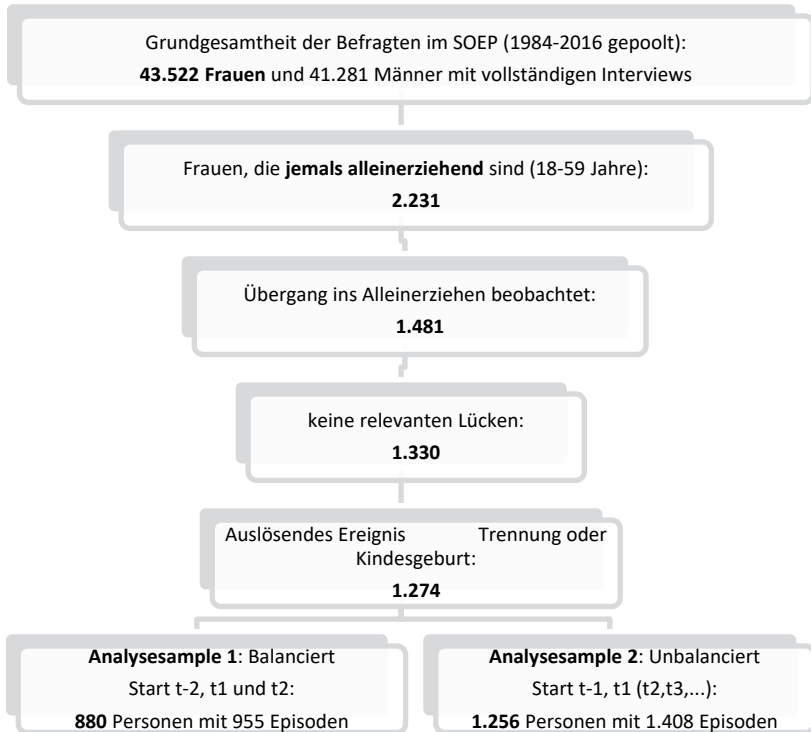 Grundgesamtheit der Befragten im SOEP (1984-2016 gepoolt):
43.522 Frauen und 41.281 Männer mit vollständigen Interviews
Frauen, die jemals alleinerziehend sind (18-59 Jahre):
2.231
Übergang ins Alleinerziehen beobachtet:
1.481
keine relevanten Lücken:
1.330
Auslösendes Ereignis Trennung oder
Kindesgeburt:
1.274
Analysesample 1: Balanciert
Start t-2, t1 und t2:
880 Personen mit 955 Episoden
Analysesample 2: Unbalanciert
Start t-1, t1 (t2,t3,...):
1.256 Personen mit 1.408 Episoden